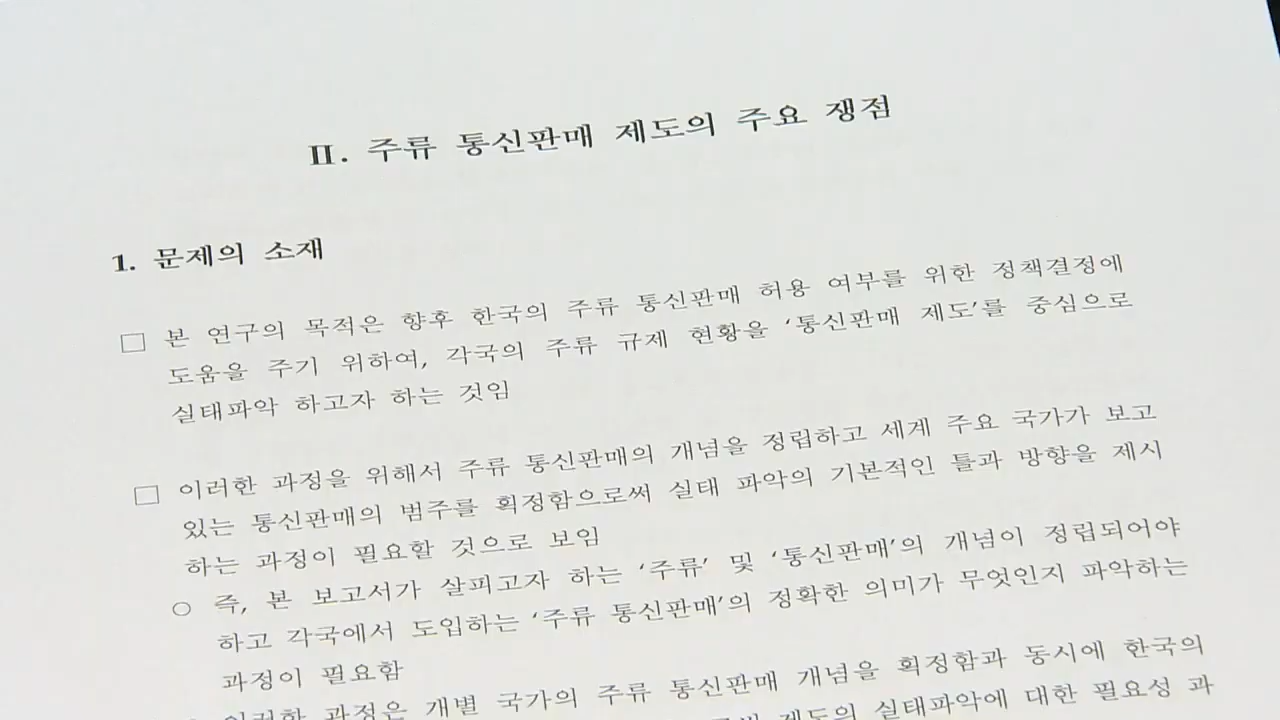 II. 주류 통신판매 제도의 주요 쟁점
1. 문제의 소재
□ 본 연구의 목적은 향후 한국의 주류 통신판매 허용 여부를 위한 정책결정에
도움을 주기 위하여, 각국의 주류 규제 현황을 ‘통신판매 제도’를 중심으로
실태파악 하고자 하는 것임
□ 이러한 과정을 위해서 주류 통신판매의 개념을 정립하고 세계 주요 국가가 보고
있는 통신판매의 범주를 획정함으로써 실태 파악의 기본적인 틀과 방향을 제시
하는 과정이 필요할 것으로 보임
○ 즉, 본 보고서가 살피고자 하는 ‘주류’ 및 ‘통신판매’의 개념이 정립되어야
하고 각국에서 도입하는 ‘주류 통신판매’의 정확한 의미가 무엇인지 파악하는
과정이 필요함
이러한 과정은 개별 국가의 주류 통신판매 개념을 획정함과 동시에 한국의
제도의 실태파악에 대한 필요성 과